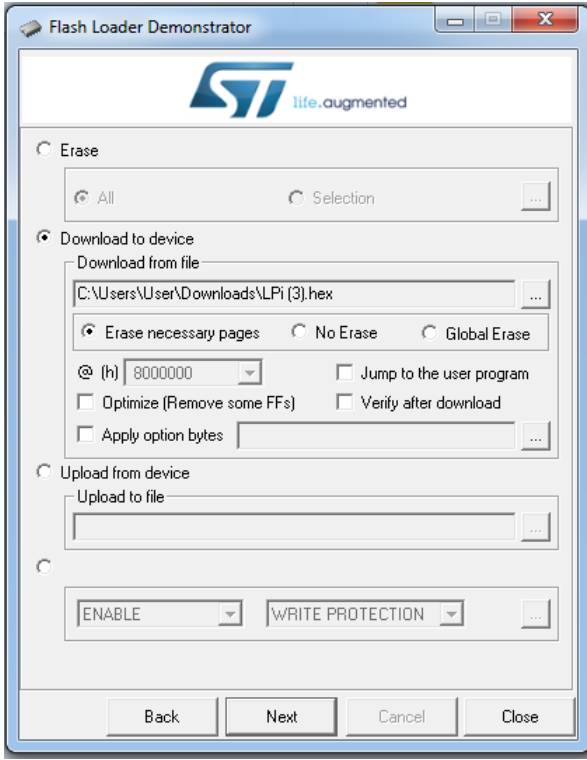 Flash Loader Demonstrator
ST life.augmented
Erase
All Selection ...
Download to device
Download from file
C:\Users\User\Downloads\LPi (3).hex ...
Erase necessary pages No Erase Global Erase
@ (h) 8000000 Jump to the user program
Optimize (Remove some FFs) Verify after download
Apply option bytes ...
Upload from device
Upload to file
...
ENABLE WRITE PROTECTION ...
Back Next Cancel Close